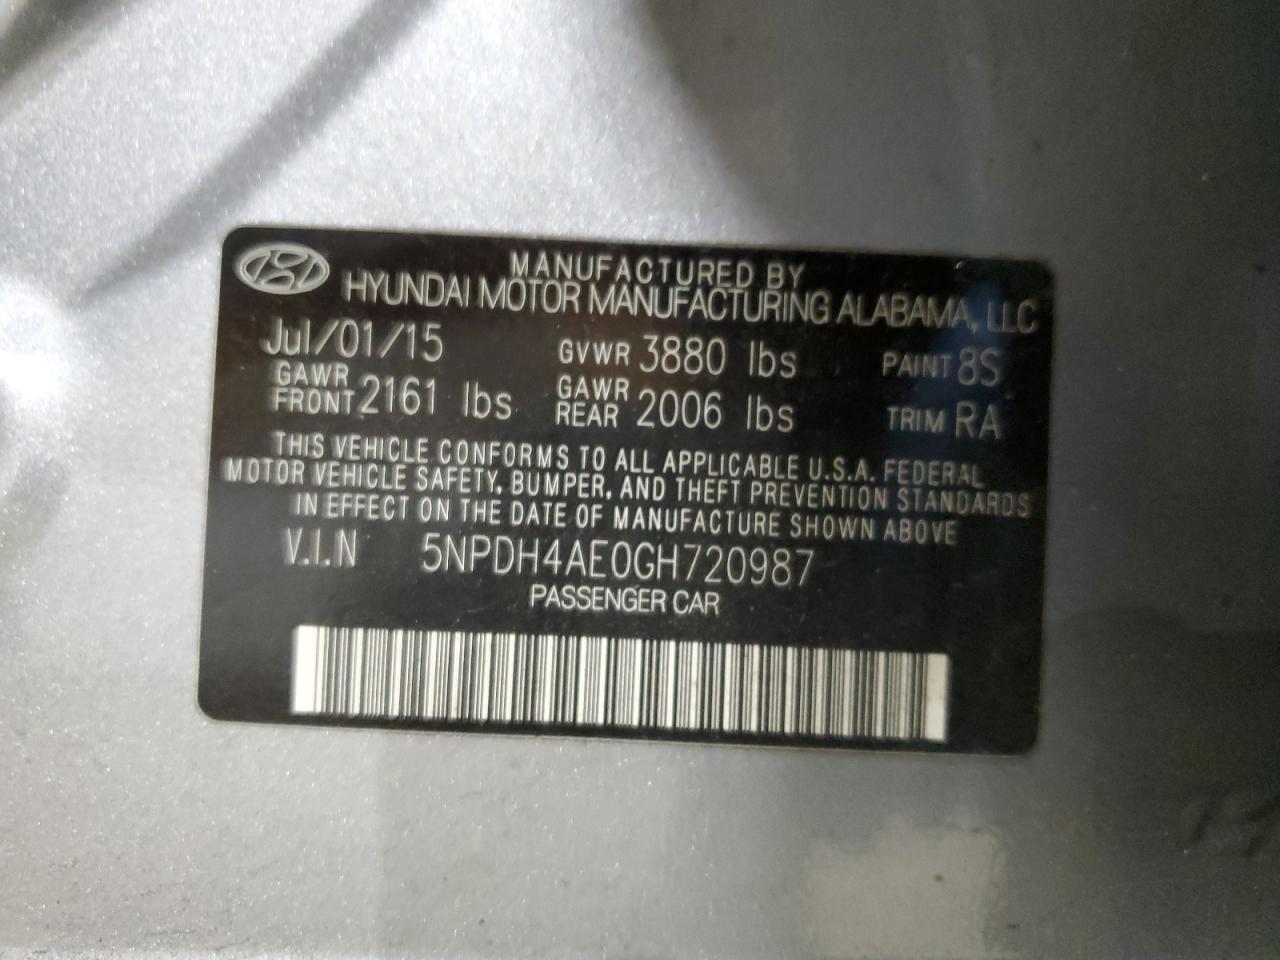 MANUFACTURED BY
HYUNDAI MOTOR MANUFACTURING ALABAMA, LLC
Jul/01/15 GVWR 3880 lbs PAINT 8S
GAWR FRONT 2161 lbs GAWR REAR 2006 lbs TRIM RA
THIS VEHICLE CONFORMS TO ALL APPLICABLE U.S.A. FEDERAL
MOTOR VEHICLE SAFETY, BUMPER, AND THEFT PREVENTION STANDARDS
IN EFFECT ON THE DATE OF MANUFACTURE SHOWN ABOVE
V.I.N 5NPDH4AE0GH720987
PASSENGER CAR